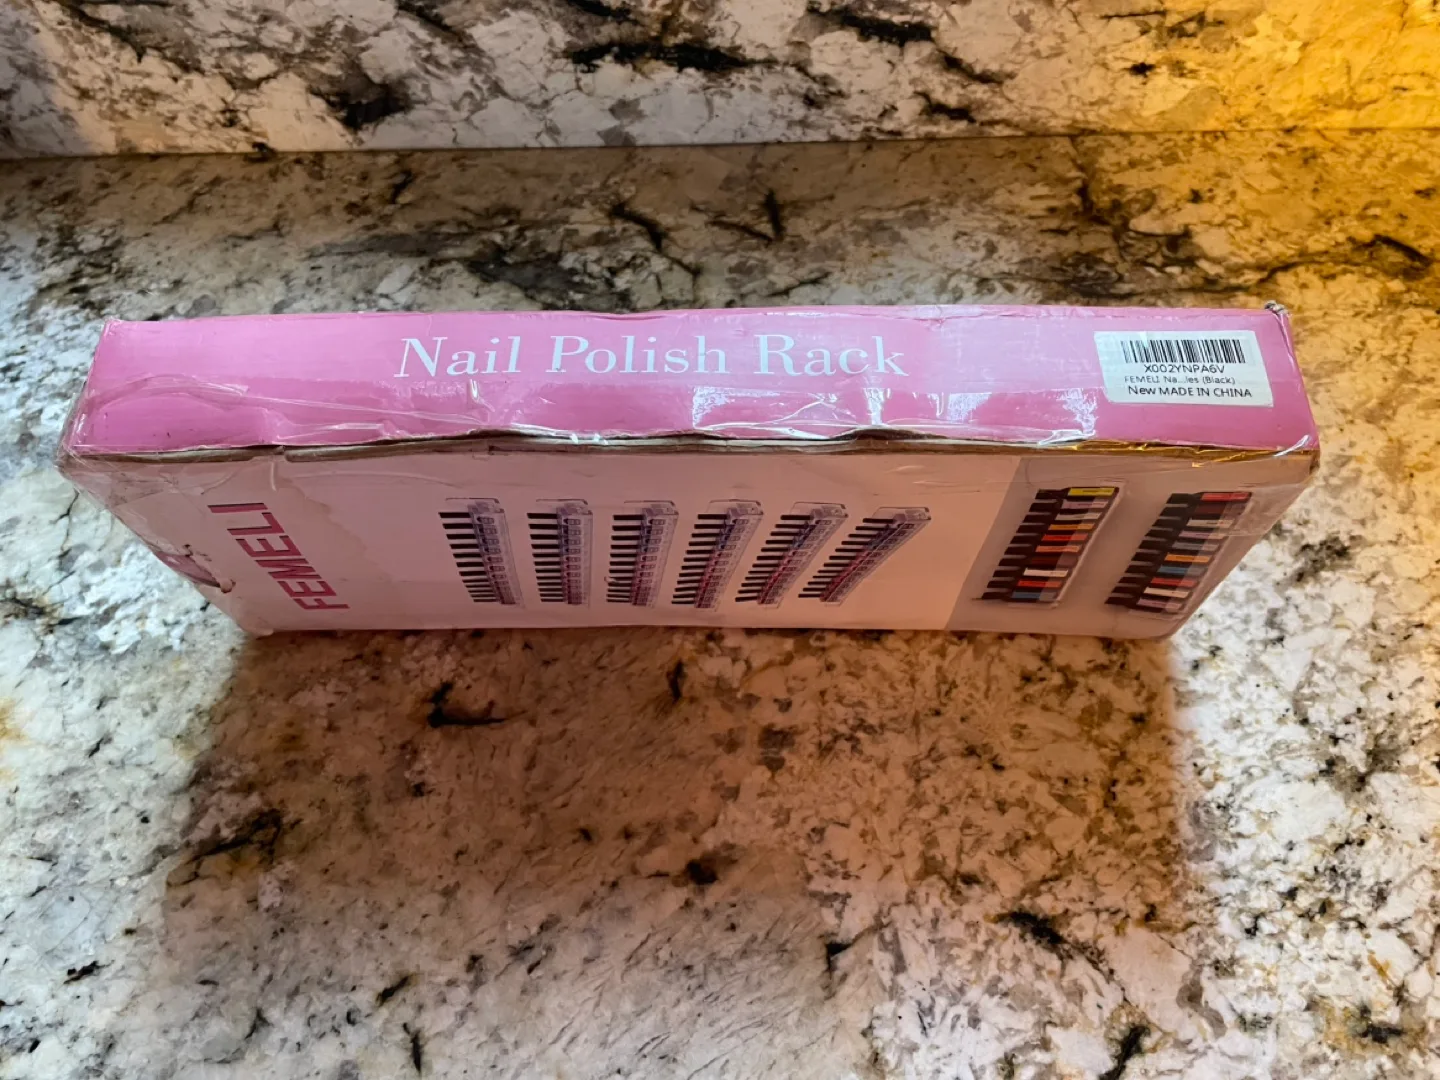 Nail Polish Rack
X002YNPA6V
FEMELI Na...les (Black)
New MADE IN CHINA
FEMELI